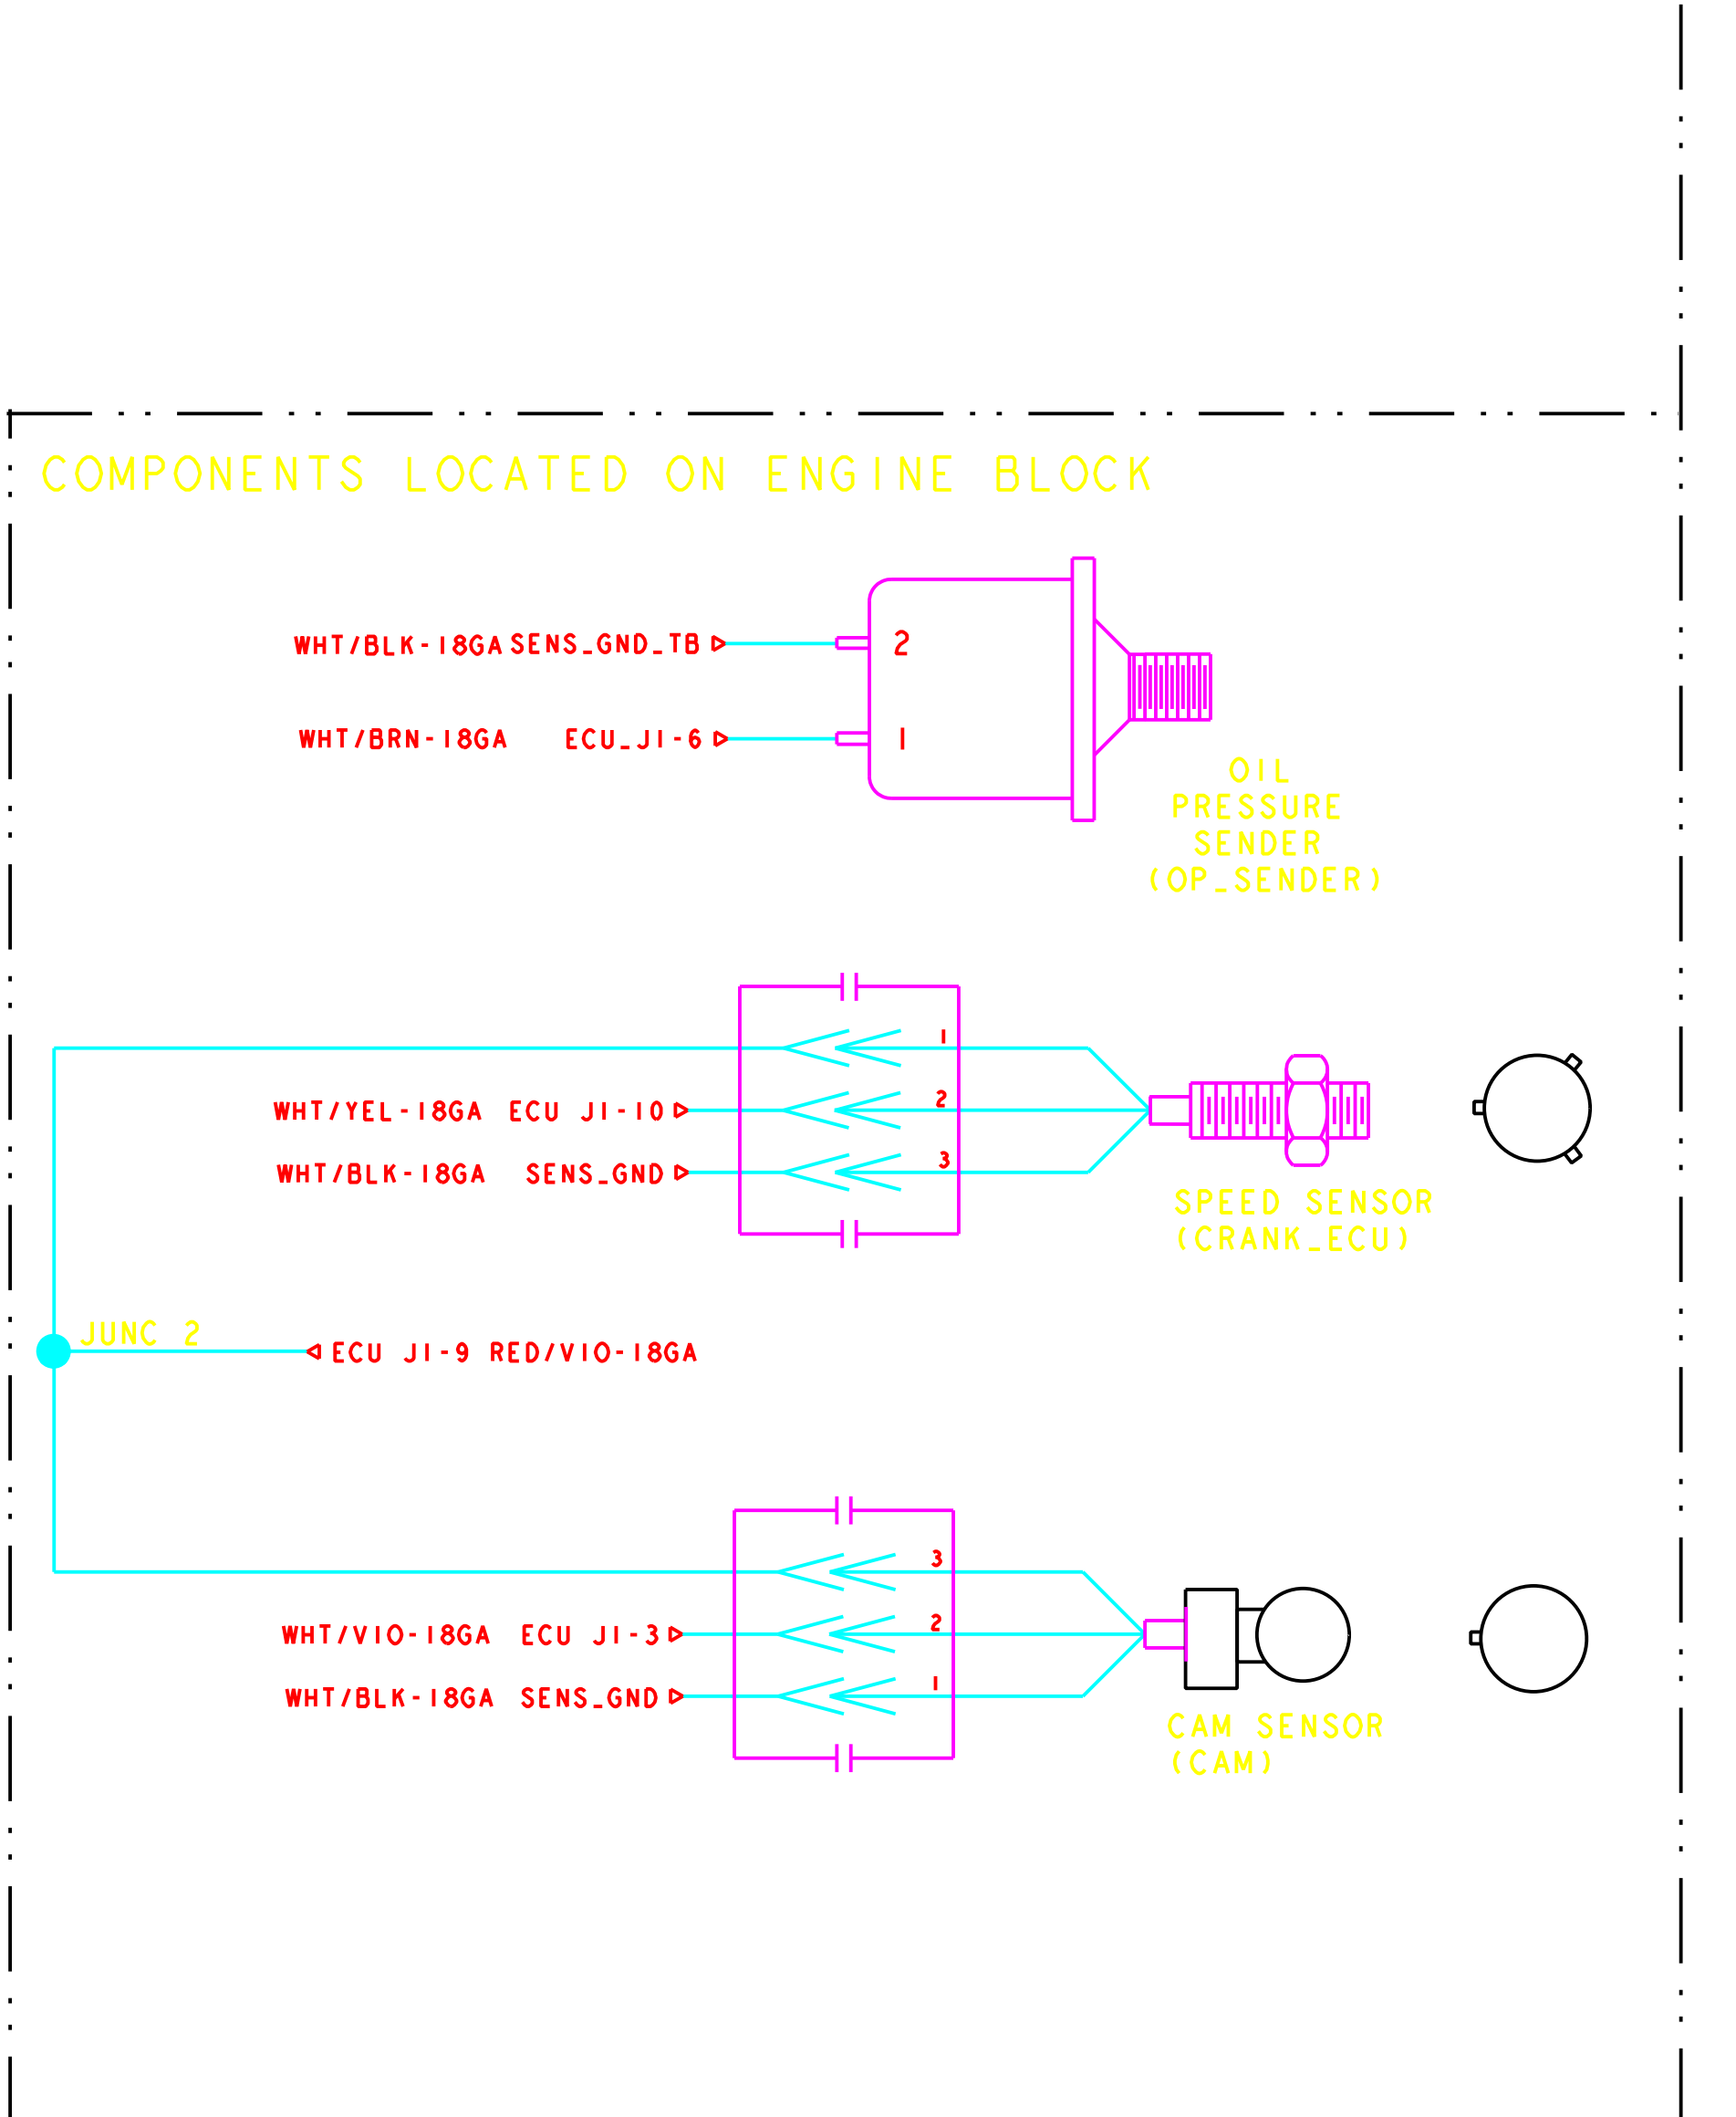 COMPONENTS LOCATED ON ENGINE BLOCK
WHT/BLK-18GA SENS_GND_TB 2
WHT/BRN-18GA ECU_J1-6 1
OIL
PRESSURE
SENDER
(OP_SENDER)
1
WHT/YEL-18GA ECU J1-10 2
WHT/BLK-18GA SENS_GND 3
SPEED SENSOR
(CRANK_ECU)
JUNC 2
ECU J1-9 RED/VIO-18GA
3
WHT/VIO-18GA ECU J1-3 2
WHT/BLK-18GA SENS_GND 1
CAM SENSOR
(CAM)